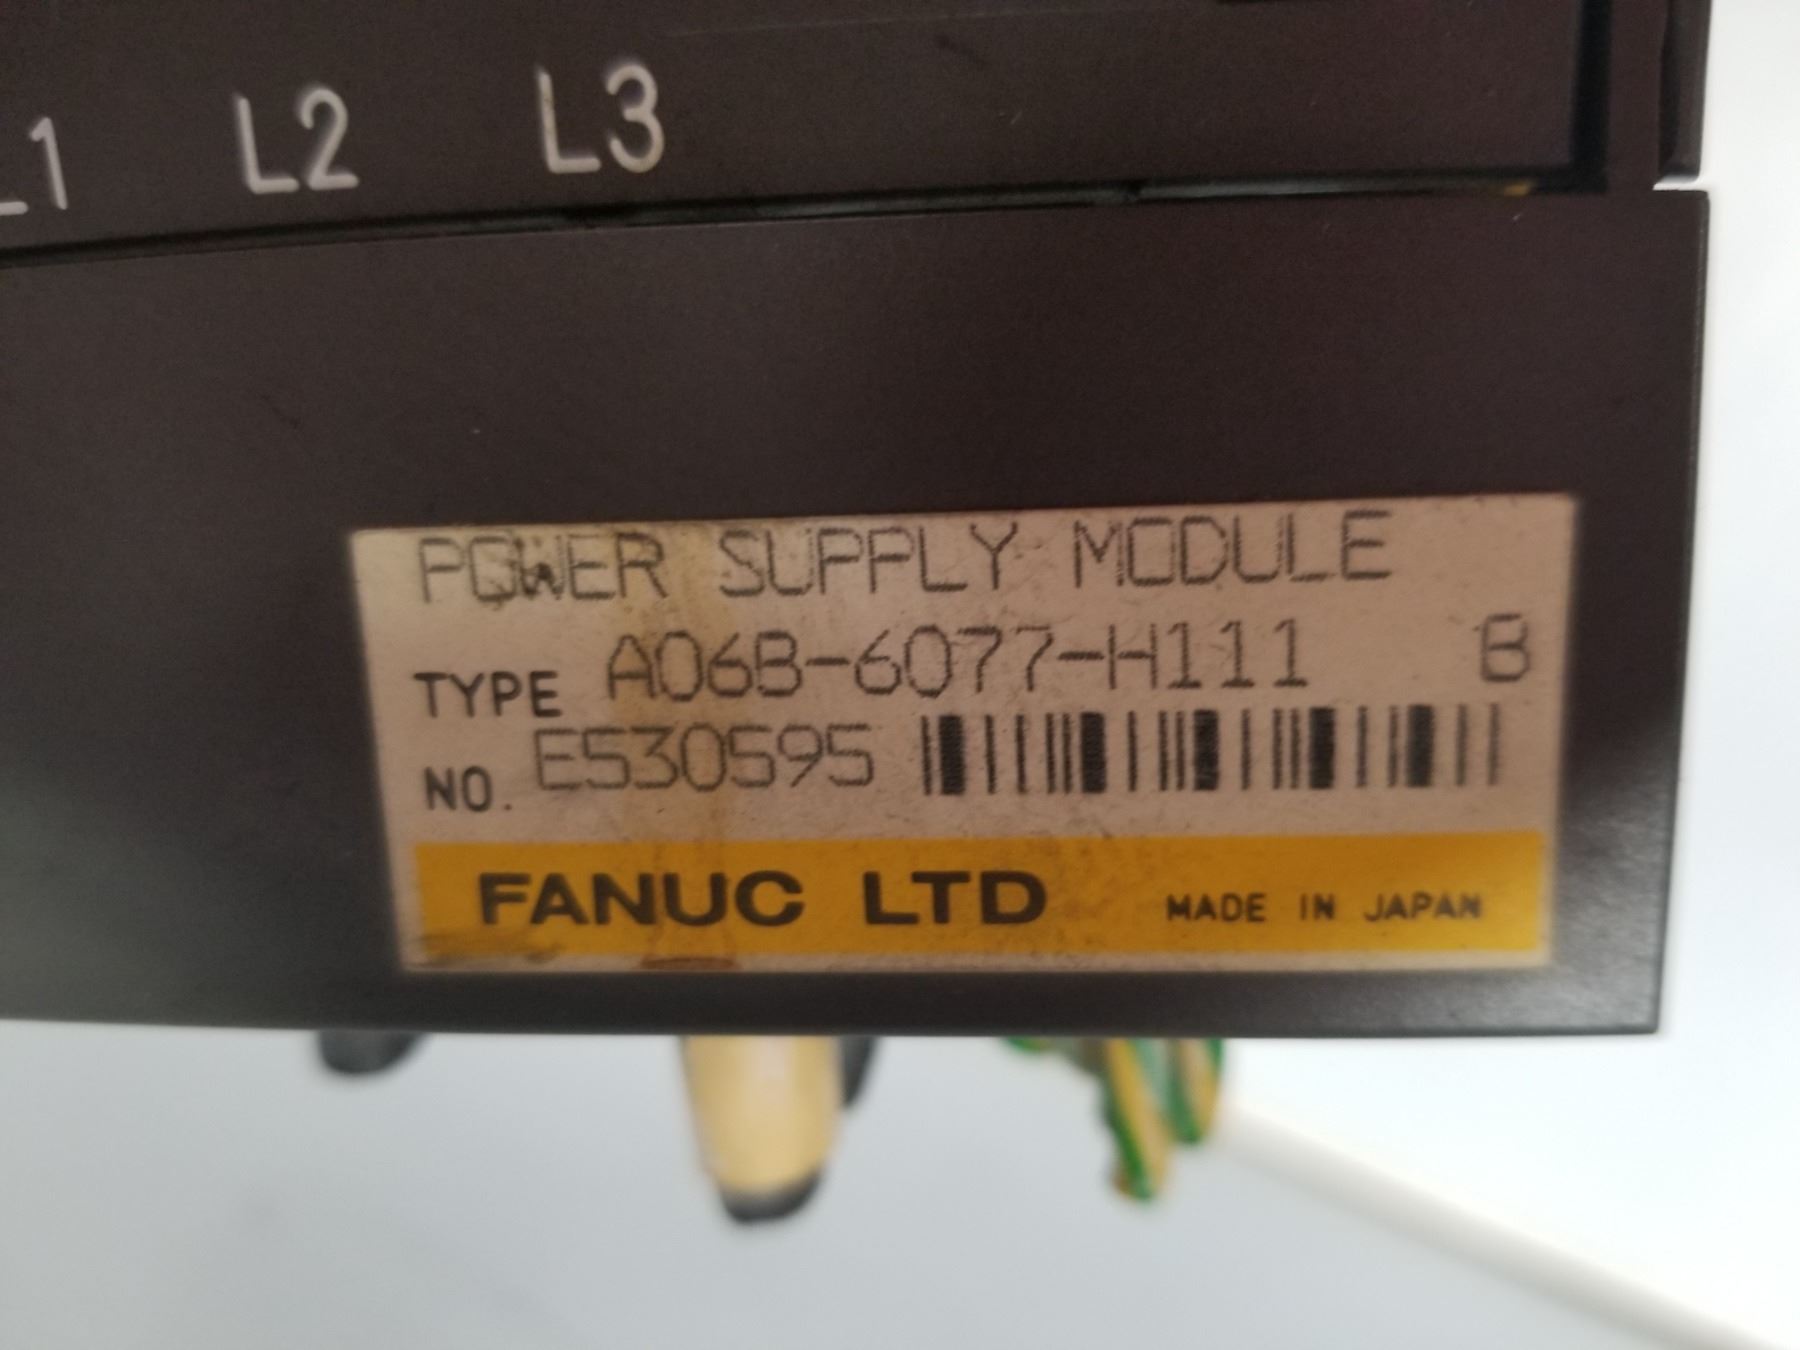 L1 L2 L3
POWER SUPPLY MODULE
TYPE A06B-6077-H111 B
NO. E530595
FANUC LTD MADE IN JAPAN